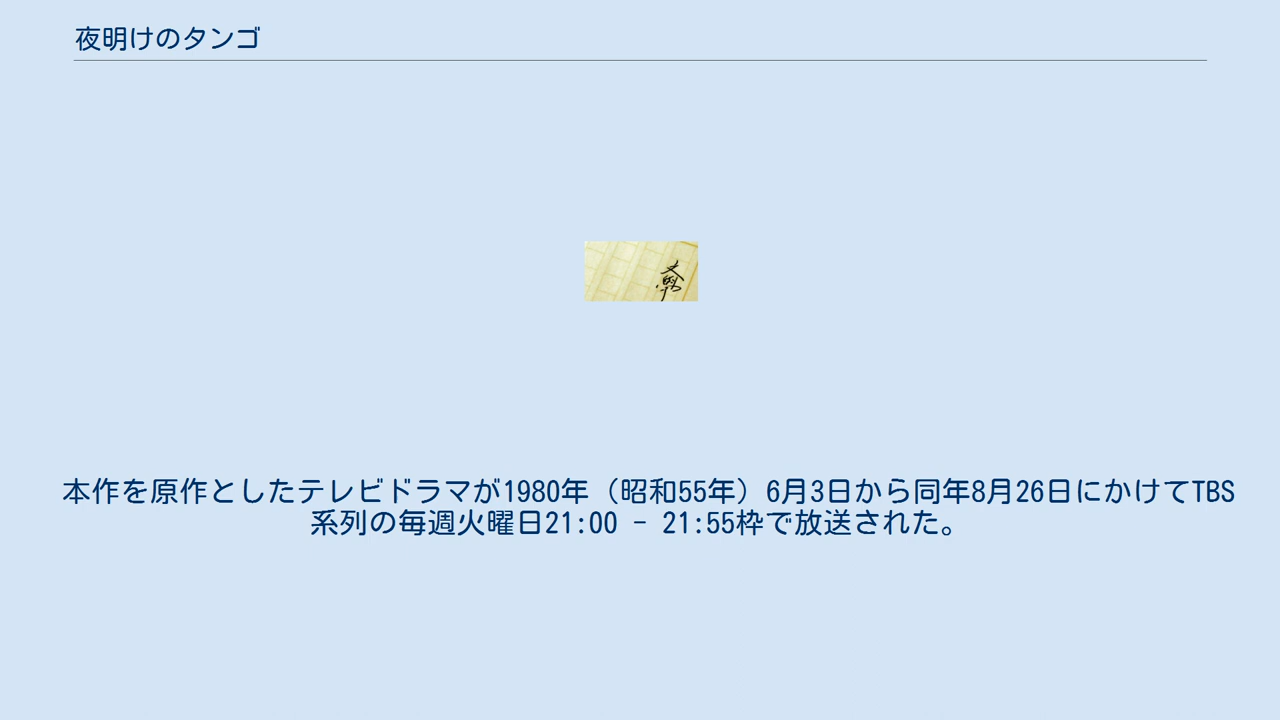 夜明けのタンゴ
本作を原作としたテレビドラマが1980年（昭和55年）6月3日から同年8月26日にかけてTBS
系列の毎週火曜日21:00 - 21:55枠で放送された。